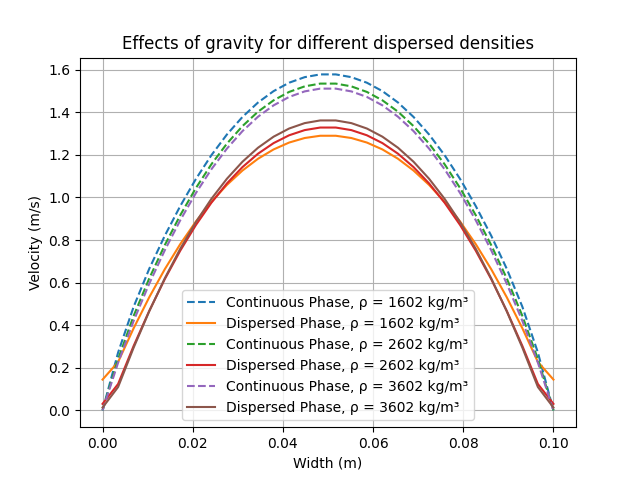 Effects of gravity for different dispersed densities
Velocity (m/s)
1.6
1.4
1.2
1.0
0.8
0.6
0.4
0.2
0.0
Continuous Phase, ρ = 1602 kg/m³
Dispersed Phase, ρ = 1602 kg/m³
Continuous Phase, ρ = 2602 kg/m³
Dispersed Phase, ρ = 2602 kg/m³
Continuous Phase, ρ = 3602 kg/m³
Dispersed Phase, ρ = 3602 kg/m³
0.00 0.02 0.04 0.06 0.08 0.10
Width (m)